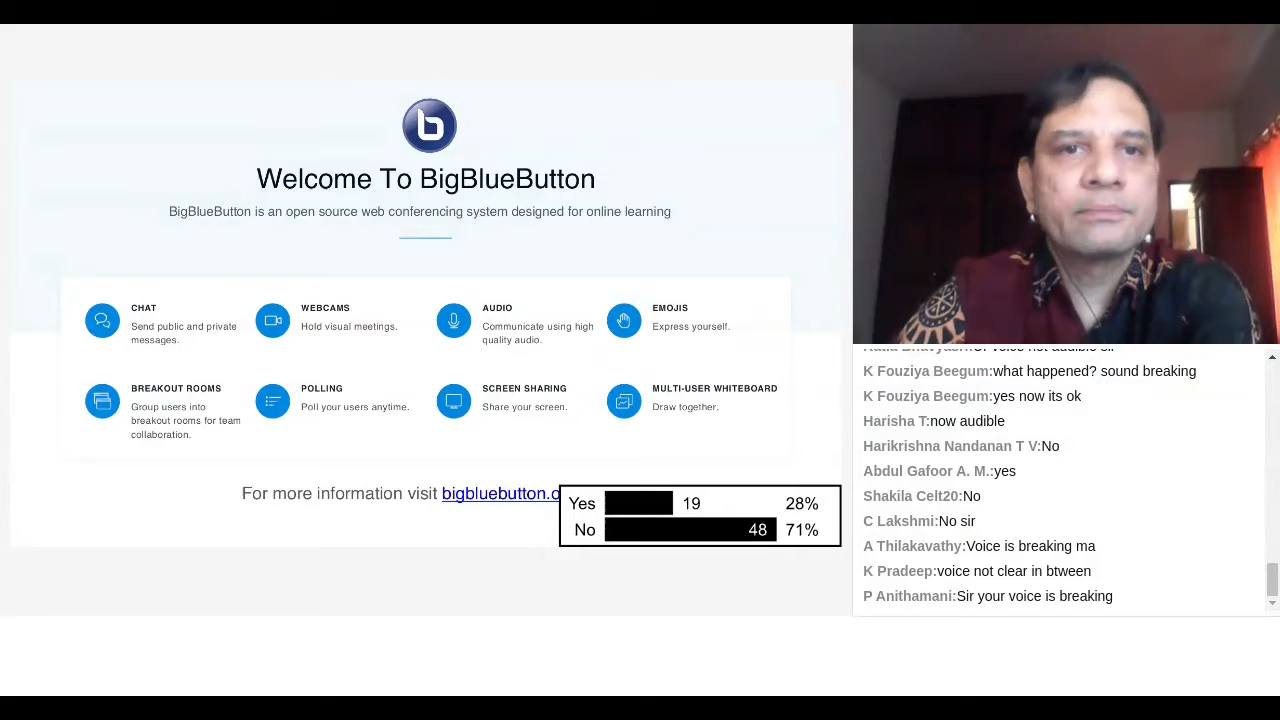 Welcome To BigBlueButton
BigBlueButton is an open source web conferencing system designed for online learning
CHAT
Send public and private
messages.
WEBCAMS
Hold visual meetings.
AUDIO
Communicate using high
quality audio.
EMOJIS
Express yourself.
BREAKOUT ROOMS
Group users into
breakout rooms for team
collaboration.
POLLING
Poll your users anytime.
SCREEN SHARING
Share your screen.
MULTI-USER WHITEBOARD
Draw together.
For more information visit bigbluebutton.o
Yes 19 28%
No 48 71%
K Fouziya Beegum:what happened? sound breaking
K Fouziya Beegum:yes now its ok
Harisha T:now audible
Harikrishna Nandanan T V:No
Abdul Gafoor A. M.:yes
Shakila Celt20:No
C Lakshmi:No sir
A Thilakavathy:Voice is breaking ma
K Pradeep:voice not clear in btween
P Anithamani:Sir your voice is breaking